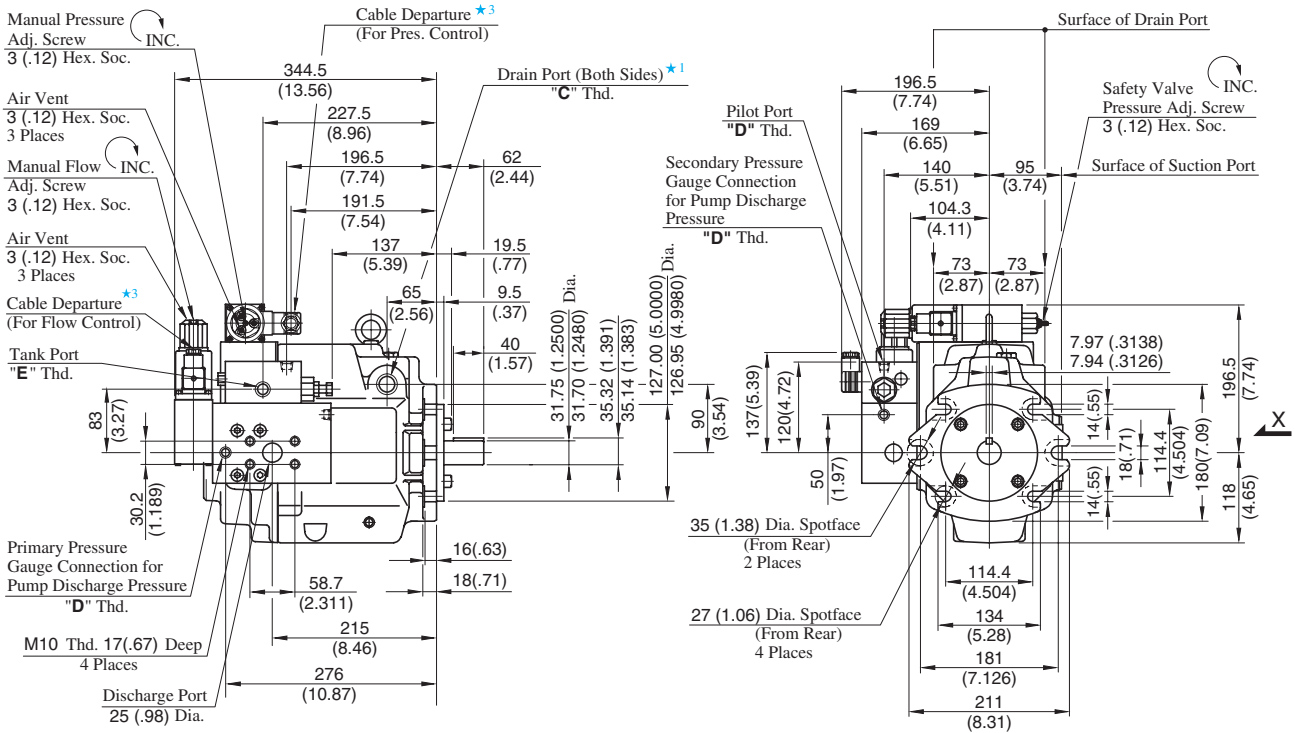 Manual Pressure
Adj. Screw
INC.
3 (.12) Hex. Soc.
Air Vent
3 (.12) Hex. Soc.
3 Places
Manual Flow
INC.
Adj. Screw
3 (.12) Hex. Soc.
Air Vent
3 (.12) Hex. Soc.
3 Places
Cable Departure ★3
(For Flow Control)
Tank Port
"E" Thd.
83
(3.27)
30.2
(1.189)
Primary Pressure
Gauge Connection for
Pump Discharge Pressure
"D" Thd.
M10 Thd. 17(.67) Deep
4 Places
Discharge Port
25 (.98) Dia.
Cable Departure ★3
(For Pres. Control)
Drain Port (Both Sides) ★1
"C" Thd.
344.5
(13.56)
227.5
(8.96)
196.5
(7.74)
62
(2.44)
191.5
(7.54)
137
(5.39)
19.5
(.77)
65
(2.56)
9.5
(.37)
40
(1.57)
31.75 (1.2500) Dia.
31.70 (1.2480)
35.32 (1.391)
35.14 (1.383)
127.00 (5.0000) Dia.
126.95 (4.9980)
16(.63)
18(.71)
58.7
(2.311)
215
(8.46)
276
(10.87)
Surface of Drain Port
196.5
(7.74)
Safety Valve
INC.
Pressure Adj. Screw
3 (.12) Hex. Soc.
Pilot Port
"D" Thd.
169
(6.65)
Secondary Pressure
Gauge Connection
for Pump Discharge
Pressure
"D" Thd.
140
(5.51)
95
(3.74)
Surface of Suction Port
104.3
(4.11)
73
(2.87)
73
(2.87)
7.97 (.3138)
7.94 (.3126)
90
(3.54)
137(5.39)
120(4.72)
50
(1.97)
14(.55)
14(.55)
18(.71)
114.4
(4.504)
180(7.09)
196.5
(7.74)
118
(4.65)
X
35 (1.38) Dia. Spotface
(From Rear)
2 Places
27 (1.06) Dia. Spotface
(From Rear)
4 Places
114.4
(4.504)
134
(5.28)
181
(7.126)
211
(8.31)